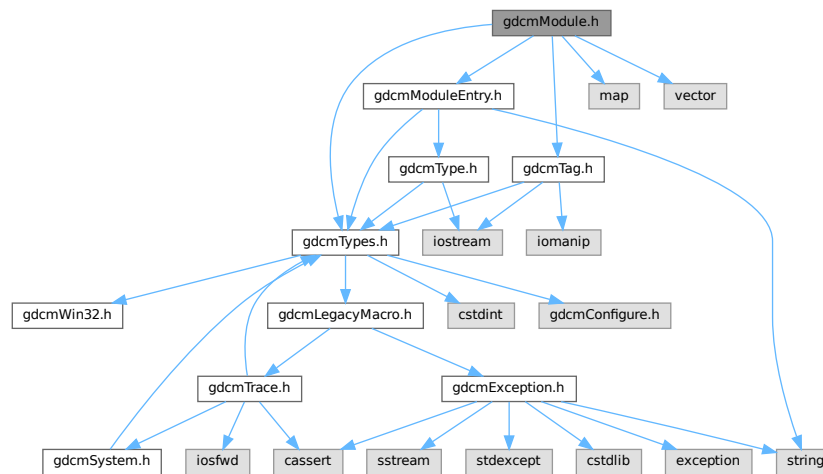 gdcmModule.h
gdcmModuleEntry.h
map
vector
gdcmType.h
gdcmTag.h
gdcmTypes.h
iostream
iomanip
gdcmWin32.h
gdcmLegacyMacro.h
cstdint
gdcmConfigure.h
gdcmTrace.h
gdcmException.h
gdcmSystem.h
iosfwd
cassert
sstream
stdexcept
cstdlib
exception
string